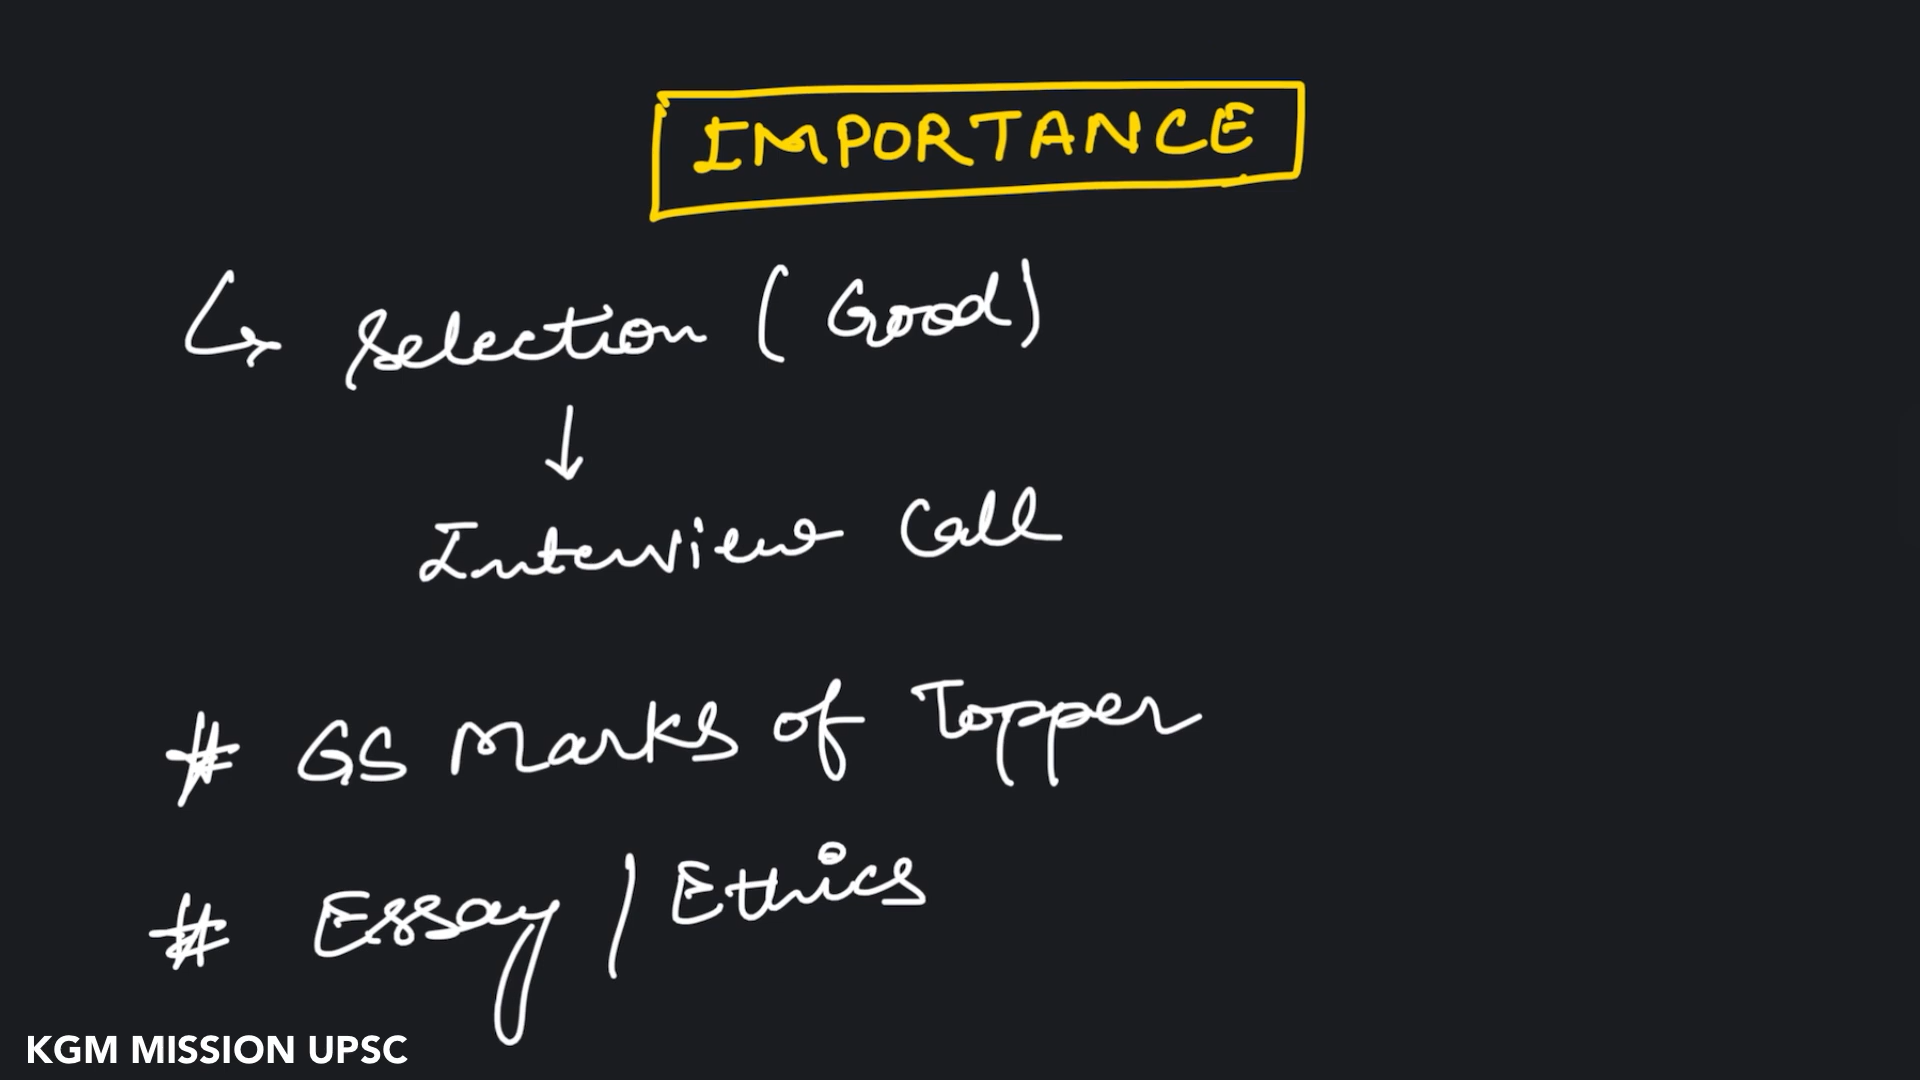 IMPORTANCE
↳ Selection (Good)
↓
Interview Call
# GS Marks of Topper
# Essay / Ethics
KGM MISSION UPSC